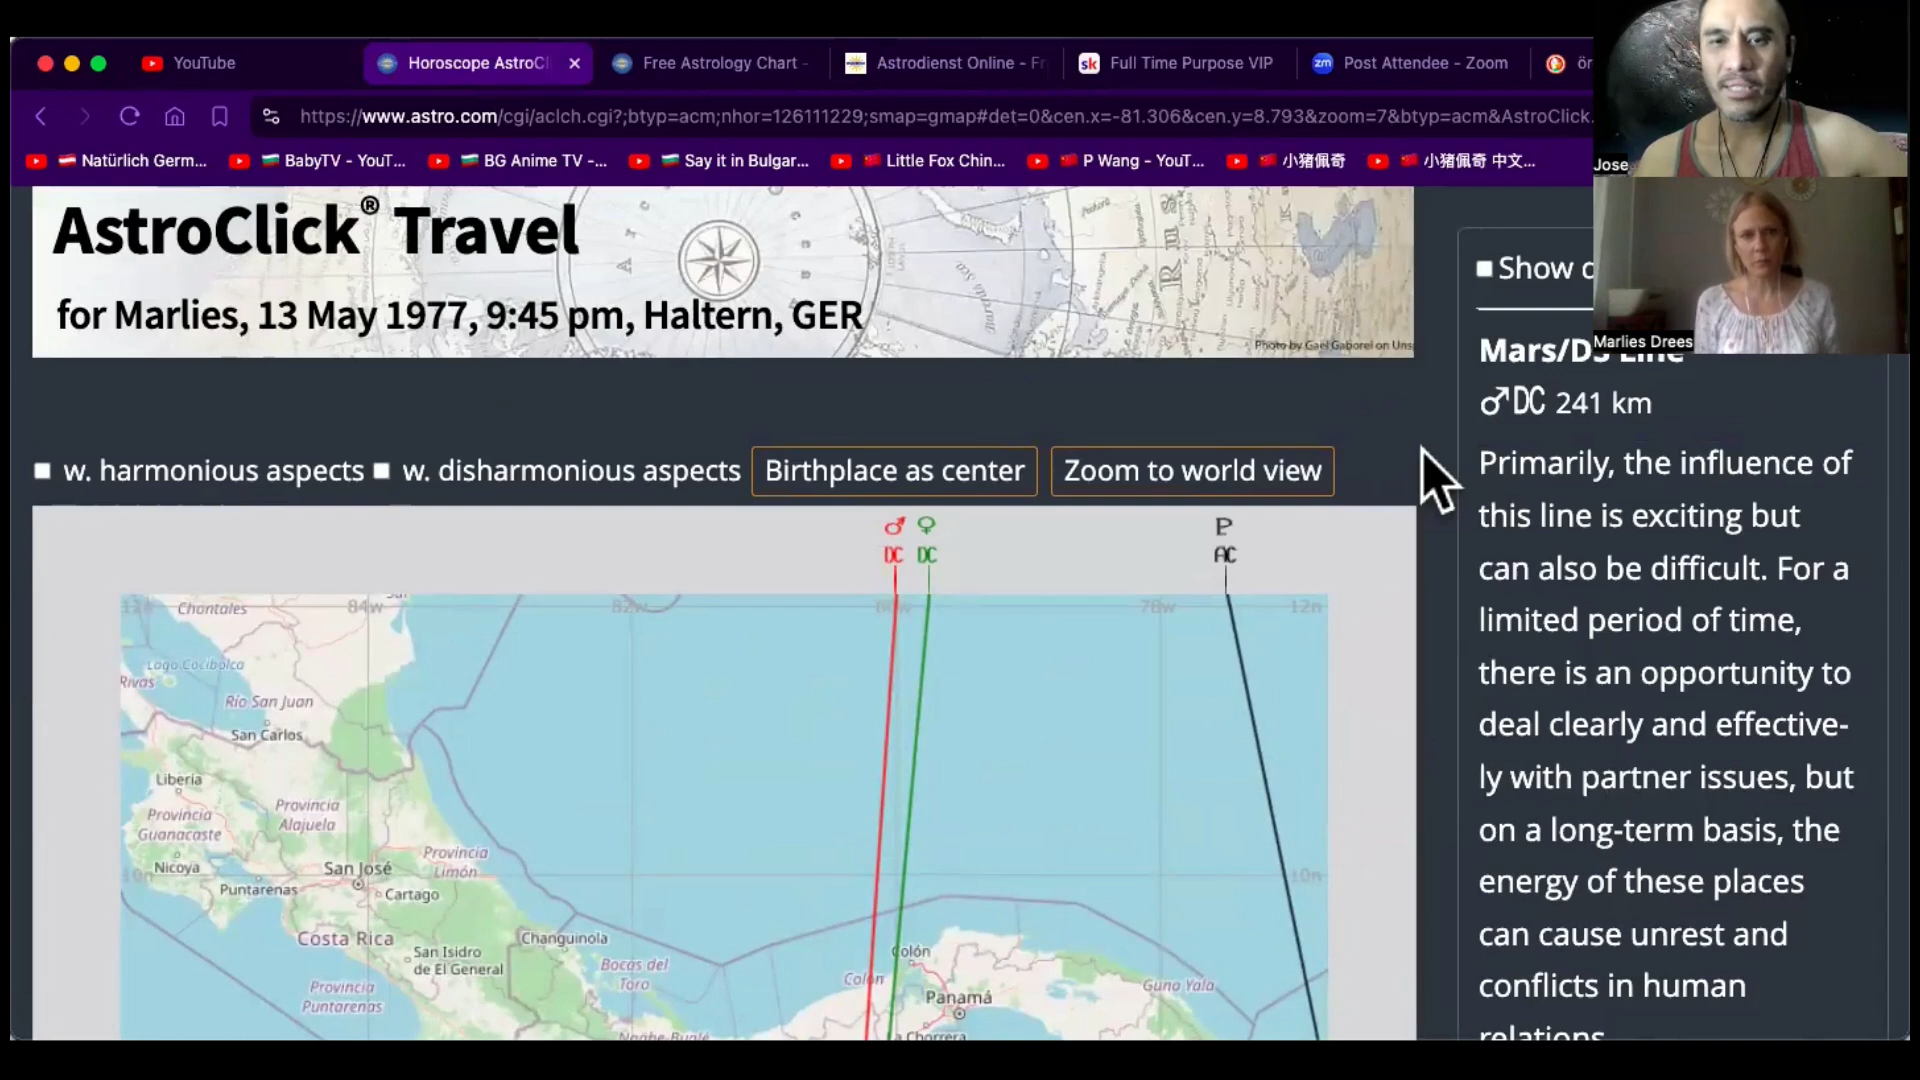 YouTube
Horoscope AstroCl
Free Astrology Chart -
Astrodienst Online - Fr
Full Time Purpose VIP
Post Attendee - Zoom
ör
https://www.astro.com/cgi/aclch.cgi?;btyp=acm;nhor=126111229;smap=gmap#det=0&cen.x=-81.306&cen.y=8.793&zoom=7&btyp=acm&AstroClick.
Natürlich Germ...
BabyTV - YouT...
BG Anime TV -...
Say it in Bulgar...
Little Fox Chin...
P Wang - YouT...
小猪佩奇
小猪佩奇 中文...
Jose
Marlies Drees
AstroClick® Travel
for Marlies, 13 May 1977, 9:45 pm, Haltern, GER
Photo by Gael Gaborel on Uns
w. harmonious aspects
w. disharmonious aspects
Birthplace as center
Zoom to world view
DC
DC
P
AC
84w
82w
78w
12n
Chontales
Lago Cocibolca
Rivas
Río San Juan
San Carlos
Liberia
Provincia
Guanacaste
Provincia
Alajuela
Nicoya
Puntarenas
San José
Cartago
Provincia
Limón
10n
10n
Costa Rica
San Isidro
de El General
Changuinola
Bocas del
Toro
Provincia
Puntarenas
Colón
Colón
Panamá
Guna Yala
Ngäbe-Buglé
a Chorrera
Show
Mars/
♂DC 241 km
Primarily, the influence of
this line is exciting but
can also be difficult. For a
limited period of time,
there is an opportunity to
deal clearly and effective-
ly with partner issues, but
on a long-term basis, the
energy of these places
can cause unrest and
conflicts in human
relations